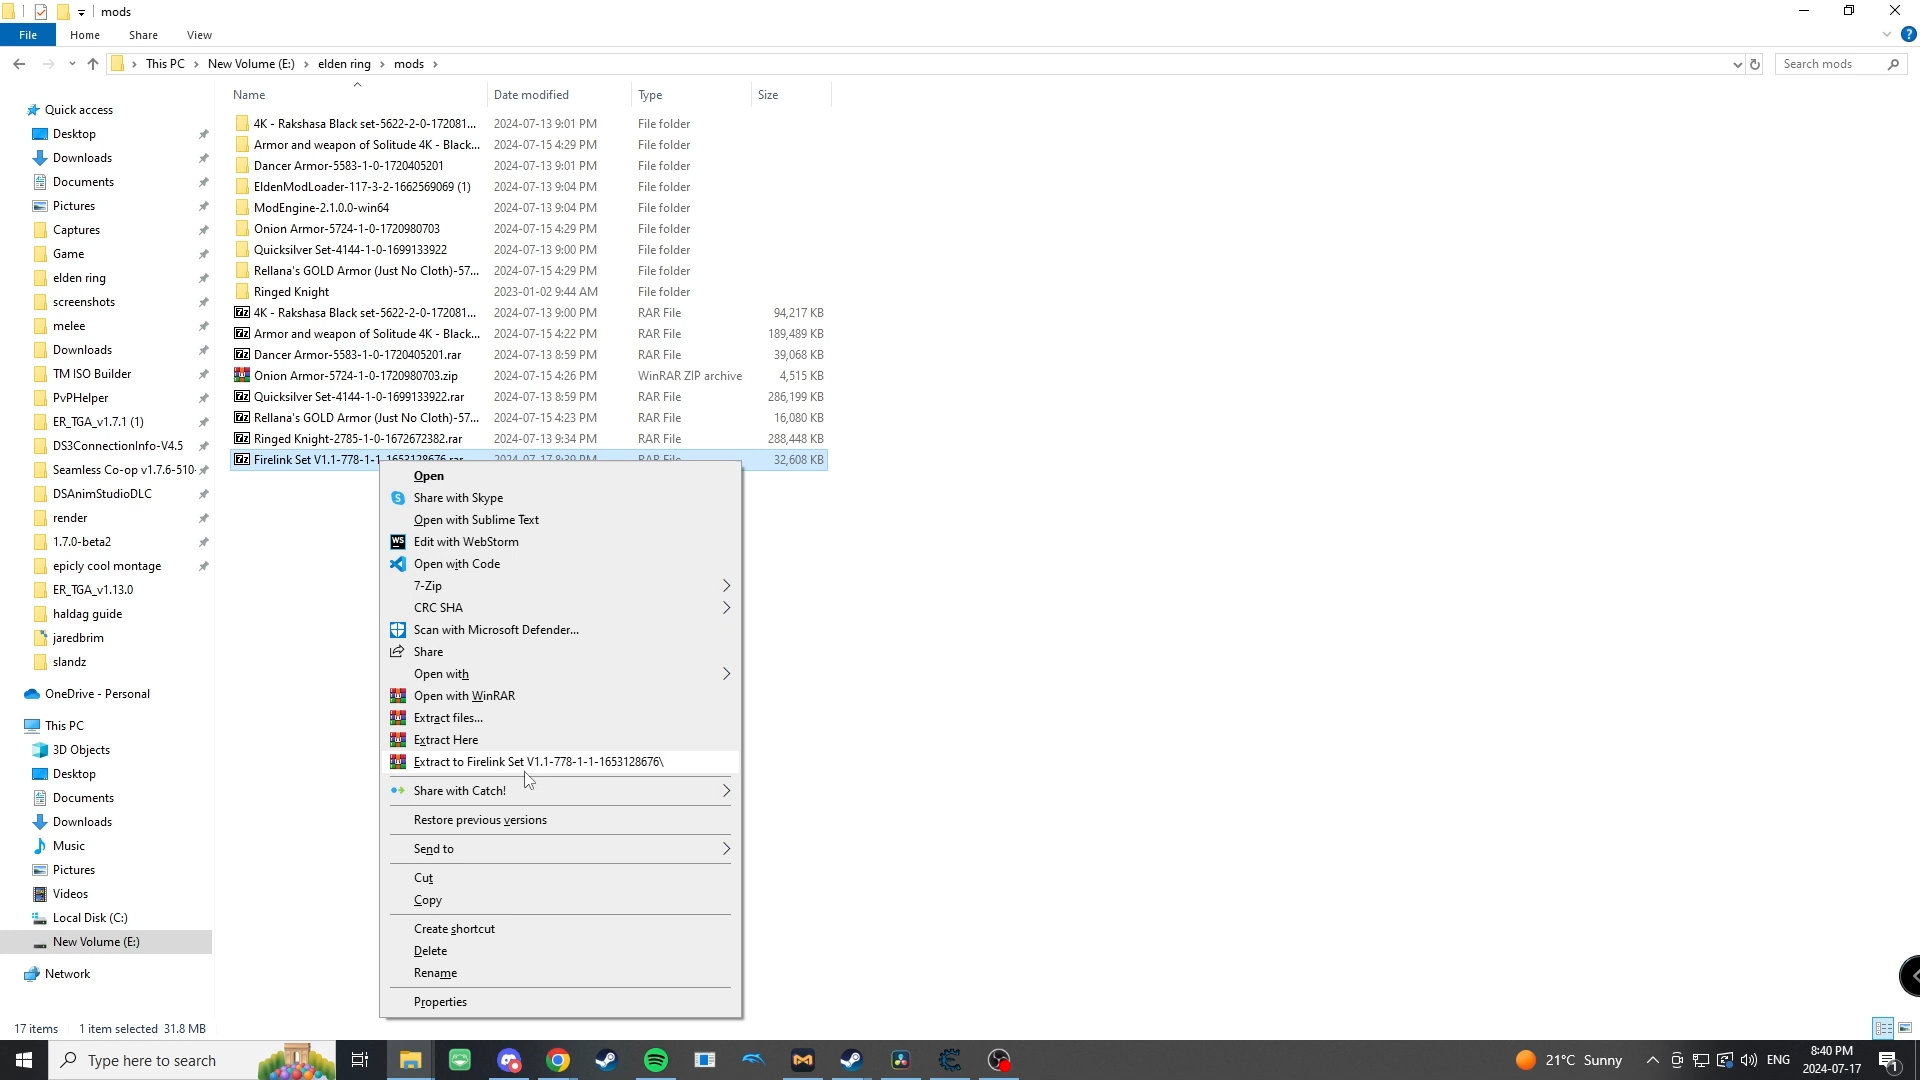 mods
File
Home
Share
View
This PC
New Volume (E:)
elden ring
mods
Search mods
Name
Date modified
Type
Size
Quick access
Desktop
Downloads
Documents
Pictures
Captures
Game
elden ring
screenshots
melee
Downloads
TM ISO Builder
PvPHelper
ER_TGA_v1.7.1 (1)
DS3ConnectionInfo-V4.5
Seamless Co-op v1.7.6-510-
DSAnimStudioDLC
render
1.7.0-beta2
epicly cool montage
ER_TGA_v1.13.0
haldag guide
jaredbrim
slandz
OneDrive - Personal
This PC
3D Objects
Desktop
Documents
Downloads
Music
Pictures
Videos
Local Disk (C:)
New Volume (E:)
Network
4K - Rakshasa Black set-5622-2-0-172081... 2024-07-13 9:01 PM File folder
Armor and weapon of Solitude 4K - Black... 2024-07-15 4:29 PM File folder
Dancer Armor-5583-1-0-1720405201 2024-07-13 9:01 PM File folder
EldenModLoader-117-3-2-1662569069 (1) 2024-07-13 9:04 PM File folder
ModEngine-2.1.0.0-win64 2024-07-13 9:04 PM File folder
Onion Armor-5724-1-0-1720980703 2024-07-15 4:29 PM File folder
Quicksilver Set-4144-1-0-1699133922 2024-07-13 9:00 PM File folder
Rellana's GOLD Armor (Just No Cloth)-57... 2024-07-15 4:29 PM File folder
Ringed Knight 2023-01-02 9:44 AM File folder
4K - Rakshasa Black set-5622-2-0-172081... 2024-07-13 9:00 PM RAR File 94,217 KB
Armor and weapon of Solitude 4K - Black... 2024-07-15 4:22 PM RAR File 189,489 KB
Dancer Armor-5583-1-0-1720405201.rar 2024-07-13 8:59 PM RAR File 39,068 KB
Onion Armor-5724-1-0-1720980703.zip 2024-07-15 4:26 PM WinRAR ZIP archive 4,515 KB
Quicksilver Set-4144-1-0-1699133922.rar 2024-07-13 8:59 PM RAR File 286,199 KB
Rellana's GOLD Armor (Just No Cloth)-57... 2024-07-15 4:23 PM RAR File 16,080 KB
Ringed Knight-2785-1-0-1672672382.rar 2024-07-13 9:34 PM RAR File 288,448 KB
Firelink Set V1.1-778-1-1-1653128676.rar 2024-07-17 8:39 PM RAR File 32,608 KB
Open
Share with Skype
Open with Sublime Text
Edit with WebStorm
Open with Code
7-Zip
CRC SHA
Scan with Microsoft Defender...
Share
Open with
Open with WinRAR
Extract files...
Extract Here
Extract to Firelink Set V1.1-778-1-1-1653128676\
Share with Catch!
Restore previous versions
Send to
Cut
Copy
Create shortcut
Delete
Rename
Properties
17 items 1 item selected 31.8 MB
Type here to search
21°C Sunny
ENG
8:40 PM
2024-07-17
1